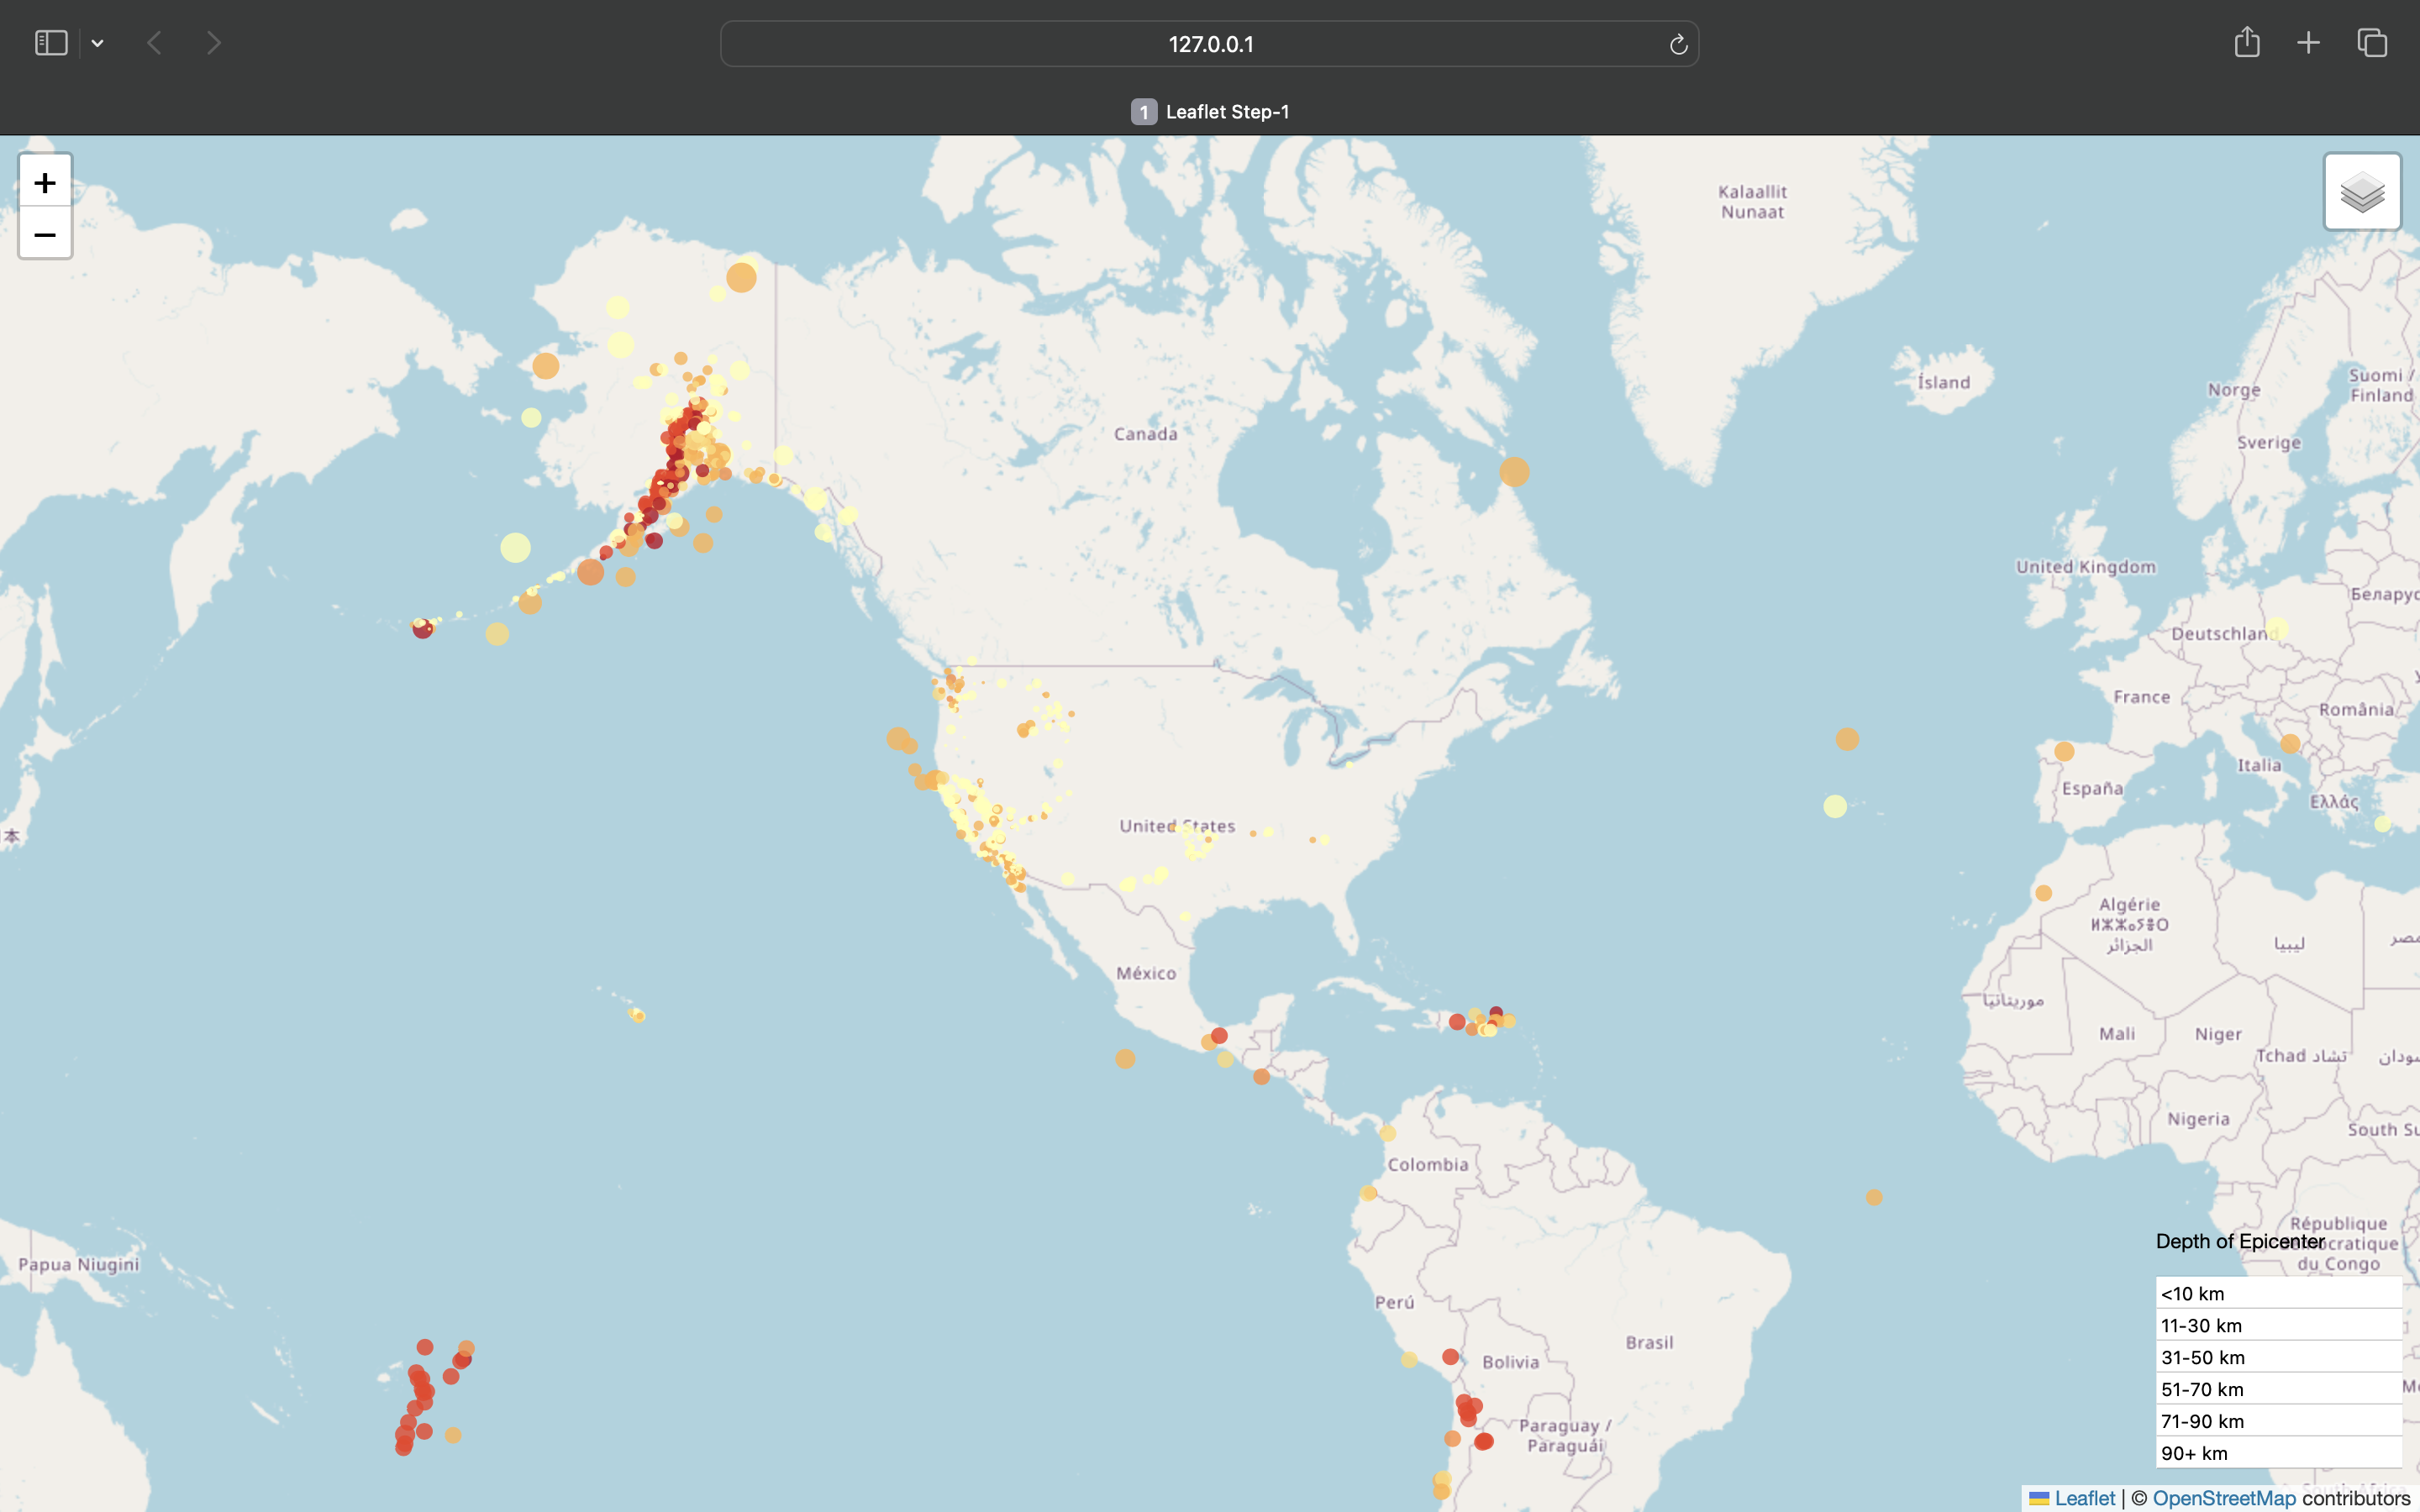 127.0.0.1
1 Leaflet Step-1
+
−
Kalaallit
Nunaat
Ísland
Norge
Suomi /
Finland
Sverige
Canada
United Kingdom
Беларусь
Deutschland
France
România
Italia
España
Ελλάς
United States
Algérie
ⵍⵣⵣⴰⵢⴻⵔ
الجزائر
ليبيا
مصر
México
موريتانيا
Mali
Niger
Tchad تشاد
Nigeria
South Su
Colombia
République
démocratique
du Congo
Papua Niugini
Perú
Brasil
Bolivia
Paraguay /
Paraguái
Depth of Epicenter
<10 km
11-30 km
31-50 km
51-70 km
71-90 km
90+ km
Leaflet | © OpenStreetMap contributors